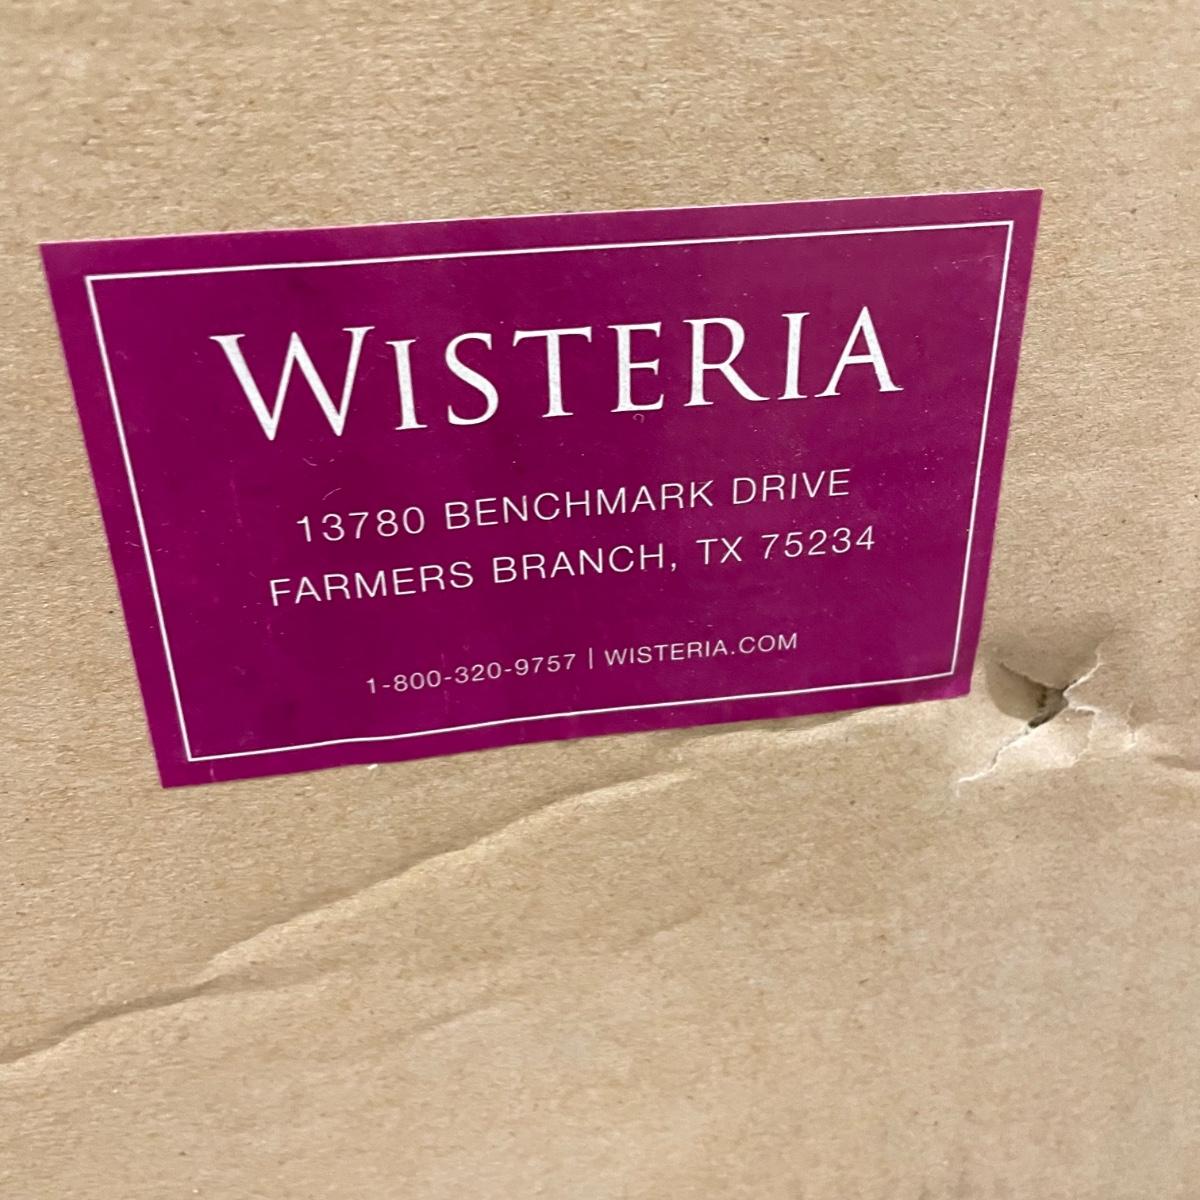 WISTERIA
13780 BENCHMARK DRIVE
FARMERS BRANCH, TX 75234
1-800-320-9757 | WISTERIA.COM